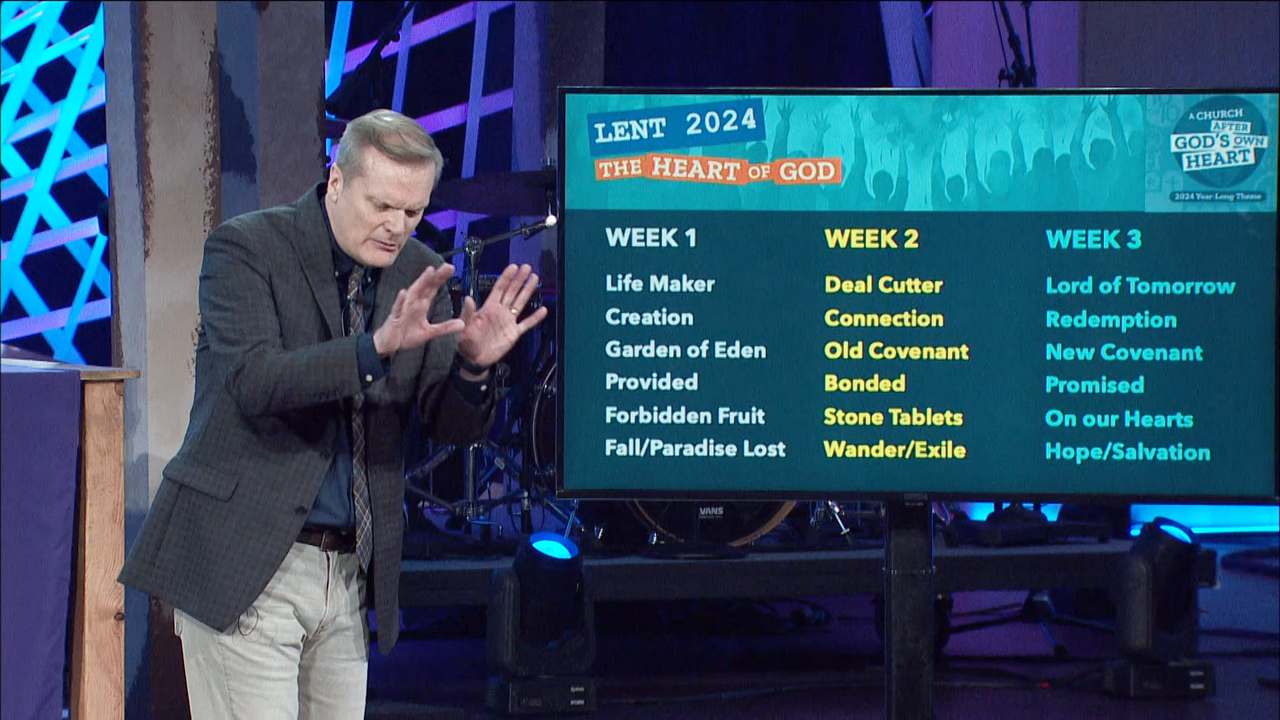 LENT 2024
THE HEART OF GOD
A CHURCH
AFTER
GOD'S OWN
HEART
2024 Year Long Theme
WEEK 1
Life Maker
Creation
Garden of Eden
Provided
Forbidden Fruit
Fall/Paradise Lost
WEEK 2
Deal Cutter
Connection
Old Covenant
Bonded
Stone Tablets
Wander/Exile
WEEK 3
Lord of Tomorrow
Redemption
New Covenant
Promised
On our Hearts
Hope/Salvation
VANS